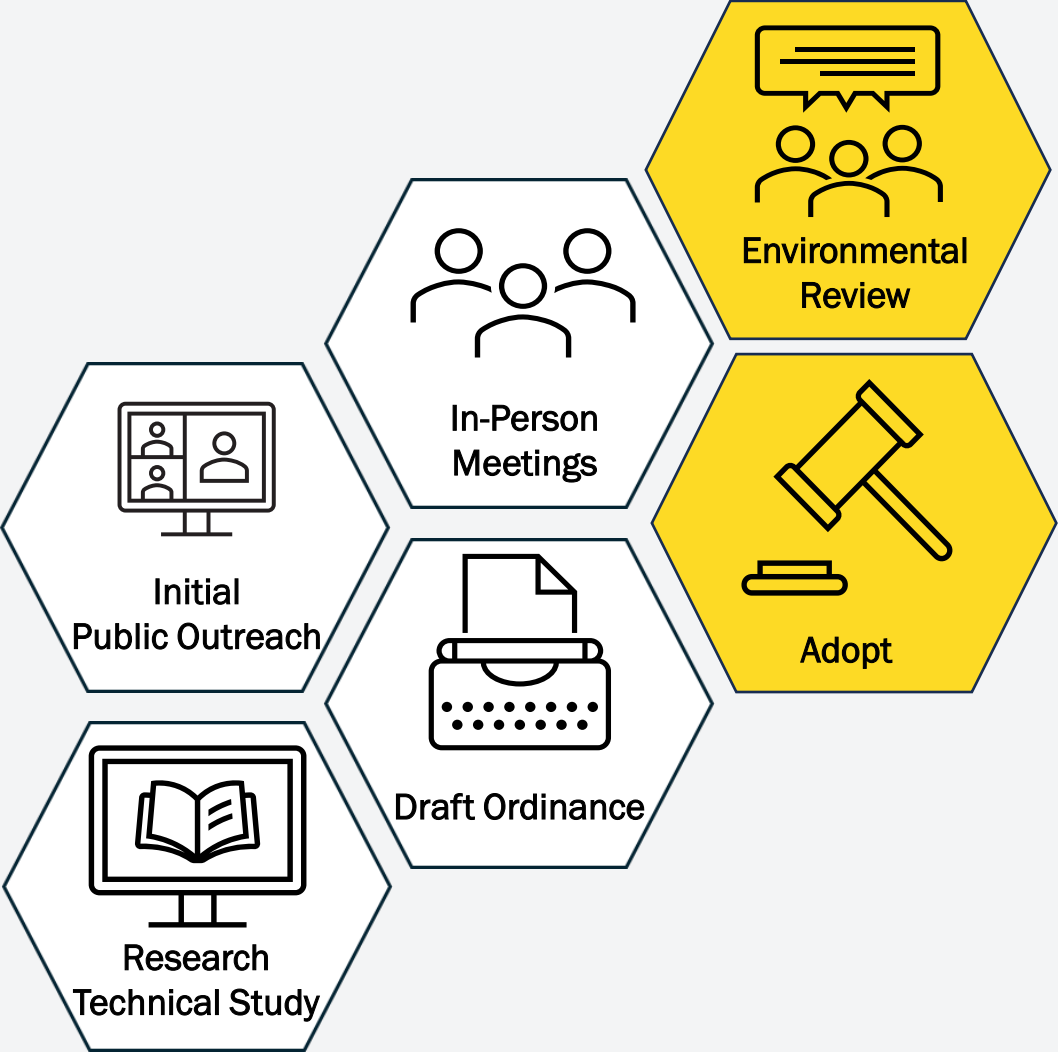 Environmental
Review
In-Person
Meetings
Initial
Public Outreach
Adopt
Draft Ordinance
Research
Technical Study